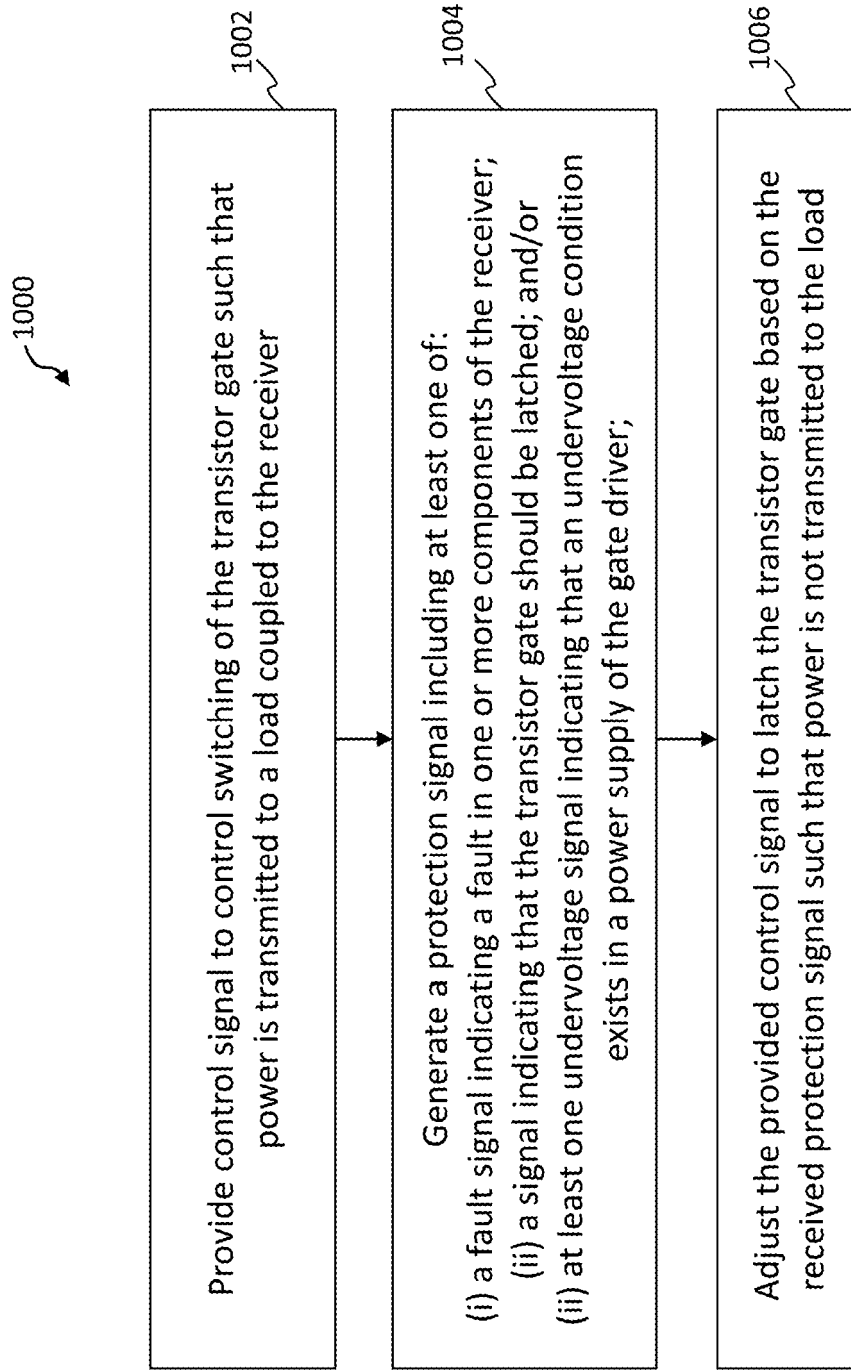 1000
Provide control signal to control switching of the transistor gate such that
power is transmitted to a load coupled to the receiver
1002
Generate a protection signal including at least one of:
(i) a fault signal indicating a fault in one or more components of the receiver;
(ii) a signal indicating that the transistor gate should be latched; and/or
(ii) at least one undervoltage signal indicating that an undervoltage condition
exists in a power supply of the gate driver;
1004
Adjust the provided control signal to latch the transistor gate based on the
received protection signal such that power is not transmitted to the load
1006